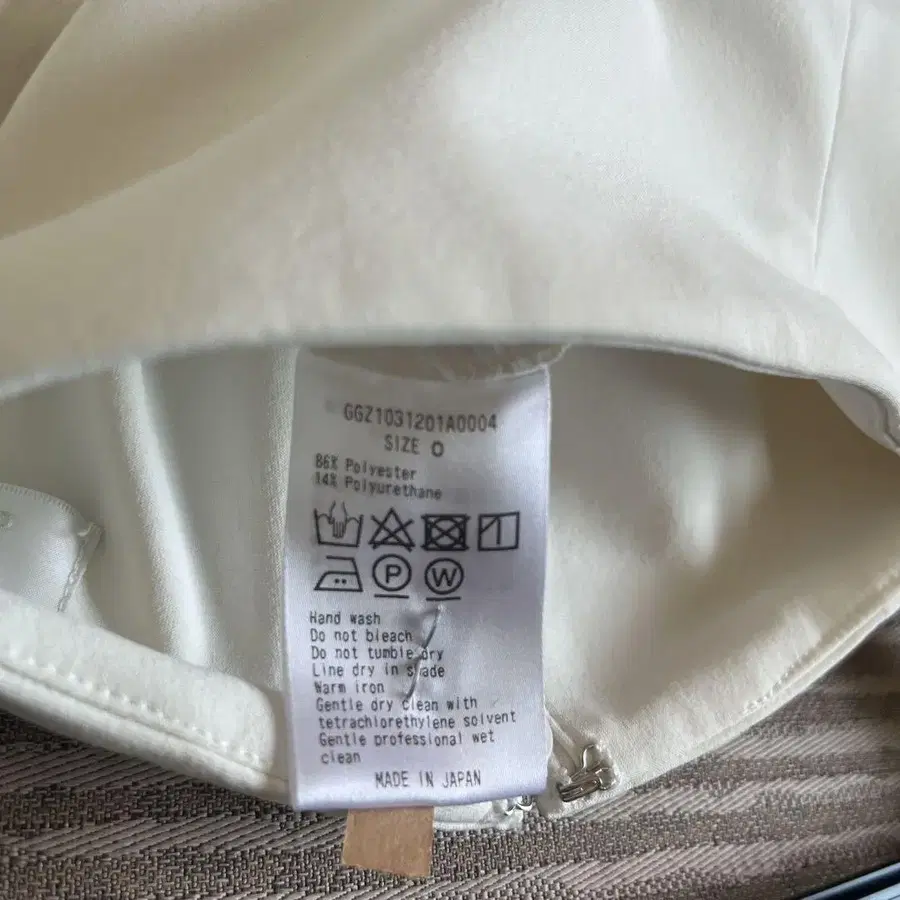 GGZ1031201A0004
SIZE 0
86% Polyester
14% Polyurethane
P W
Hand wash
Do not bleach
Do not tumble dry
Line dry in shade
Warm iron
Gentle dry clean with
tetrachlorethylene solvent
Gentle professional wet
clean
MADE IN JAPAN